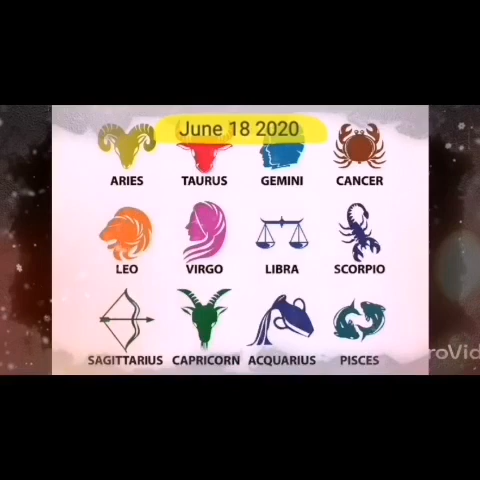 June 18 2020
ARIES TAURUS GEMINI CANCER
LEO VIRGO LIBRA SCORPIO
SAGITTARIUS CAPRICORN ACQUARIUS PISCES